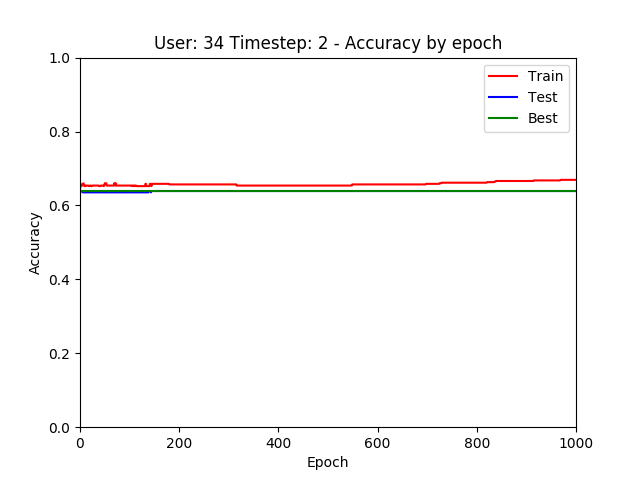 User: 34 Timestep: 2 - Accuracy by epoch
Train
Test
Best
1.0
0.8
0.6
0.4
0.2
0.0
Accuracy
0 200 400 600 800 1000
Epoch